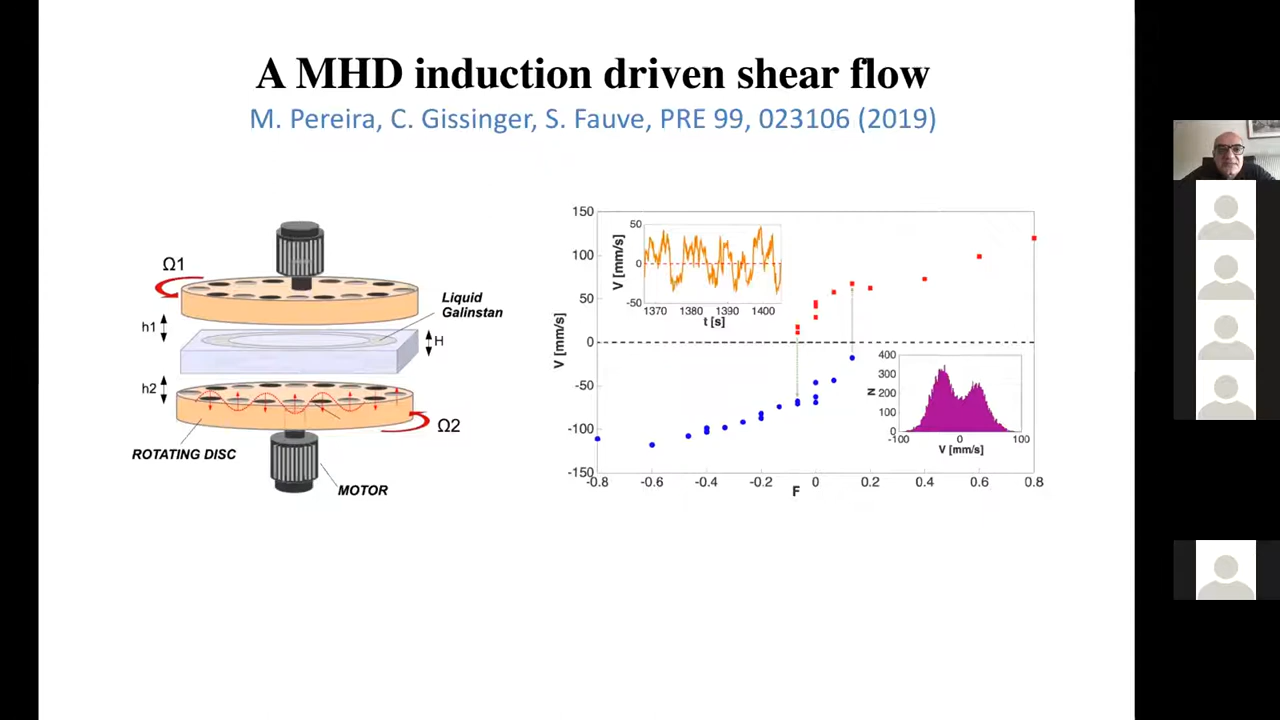 A MHD induction driven shear flow
M. Pereira, C. Gissinger, S. Fauve, PRE 99, 023106 (2019)
Ω1
h1
Liquid
Galinstan
H
h2
Ω2
ROTATING DISC
MOTOR
150
100
50
0
-50
-100
-150
V [mm/s]
-0.8
-0.6
-0.4
-0.2
0
0.2
0.4
0.6
0.8
F
50
0
-50
V [mm/s]
1370
1380
1390
1400
t [s]
400
300
200
100
0
N
-100
0
100
V [mm/s]